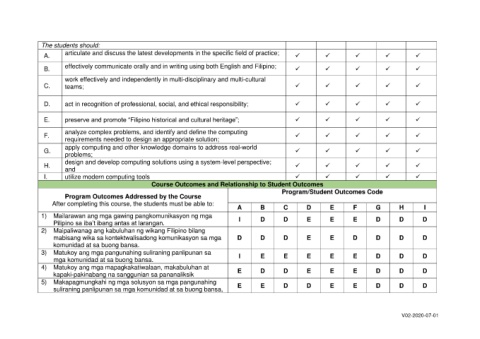 The students should:
A. articulate and discuss the latest developments in the specific field of practice; ✓ ✓ ✓ ✓ ✓
B. effectively communicate orally and in writing using both English and Filipino; ✓ ✓ ✓ ✓ ✓
C. work effectively and independently in multi-disciplinary and multi-cultural
teams; ✓ ✓ ✓ ✓ ✓
D. act in recognition of professional, social, and ethical responsibility; ✓ ✓ ✓ ✓ ✓
E. preserve and promote "Filipino historical and cultural heritage"; ✓ ✓ ✓ ✓ ✓
F. analyze complex problems, and identify and define the computing
requirements needed to design an appropriate solution; ✓ ✓ ✓ ✓ ✓
G. apply computing and other knowledge domains to address real-world
problems; ✓ ✓ ✓ ✓ ✓
H. design and develop computing solutions using a system-level perspective;
and ✓ ✓ ✓ ✓ ✓
I. utilize modern computing tools ✓ ✓ ✓ ✓ ✓
Course Outcomes and Relationship to Student Outcomes
Program Outcomes Addressed by the Course
After completing this course, the students must be able to:
Program/Student Outcomes Code
A B C D E F G H I
1) Mailarawan ang mga gawing pangkomunikasyon ng mga
Pilipino sa iba't ibang antas at larangan. I D D E E E D D D
2) Maipaliwanag ang kabuluhan ng wikang Filipino bilang
mabisang wika sa kontektwalisadong komunikasyon sa mga
komunidad at sa buong bansa. D D D E E D D D D
3) Matukoy ang mga pangunahing suliraning panlipunan sa
mga komunidad at sa buong bansa. I E E E E E D D D
4) Matukoy ang mga mapagkakatiwalaan, makabuluhan at
kapaki-pakinabang na sanggunian sa pananaliksik E D D E E E D D D
5) Makapagmungkahi ng mga solusyon sa mga pangunahing
suliraning panlipunan sa mga komunidad at sa buong bansa, E E D D E E D D D
V02-2020-07-01